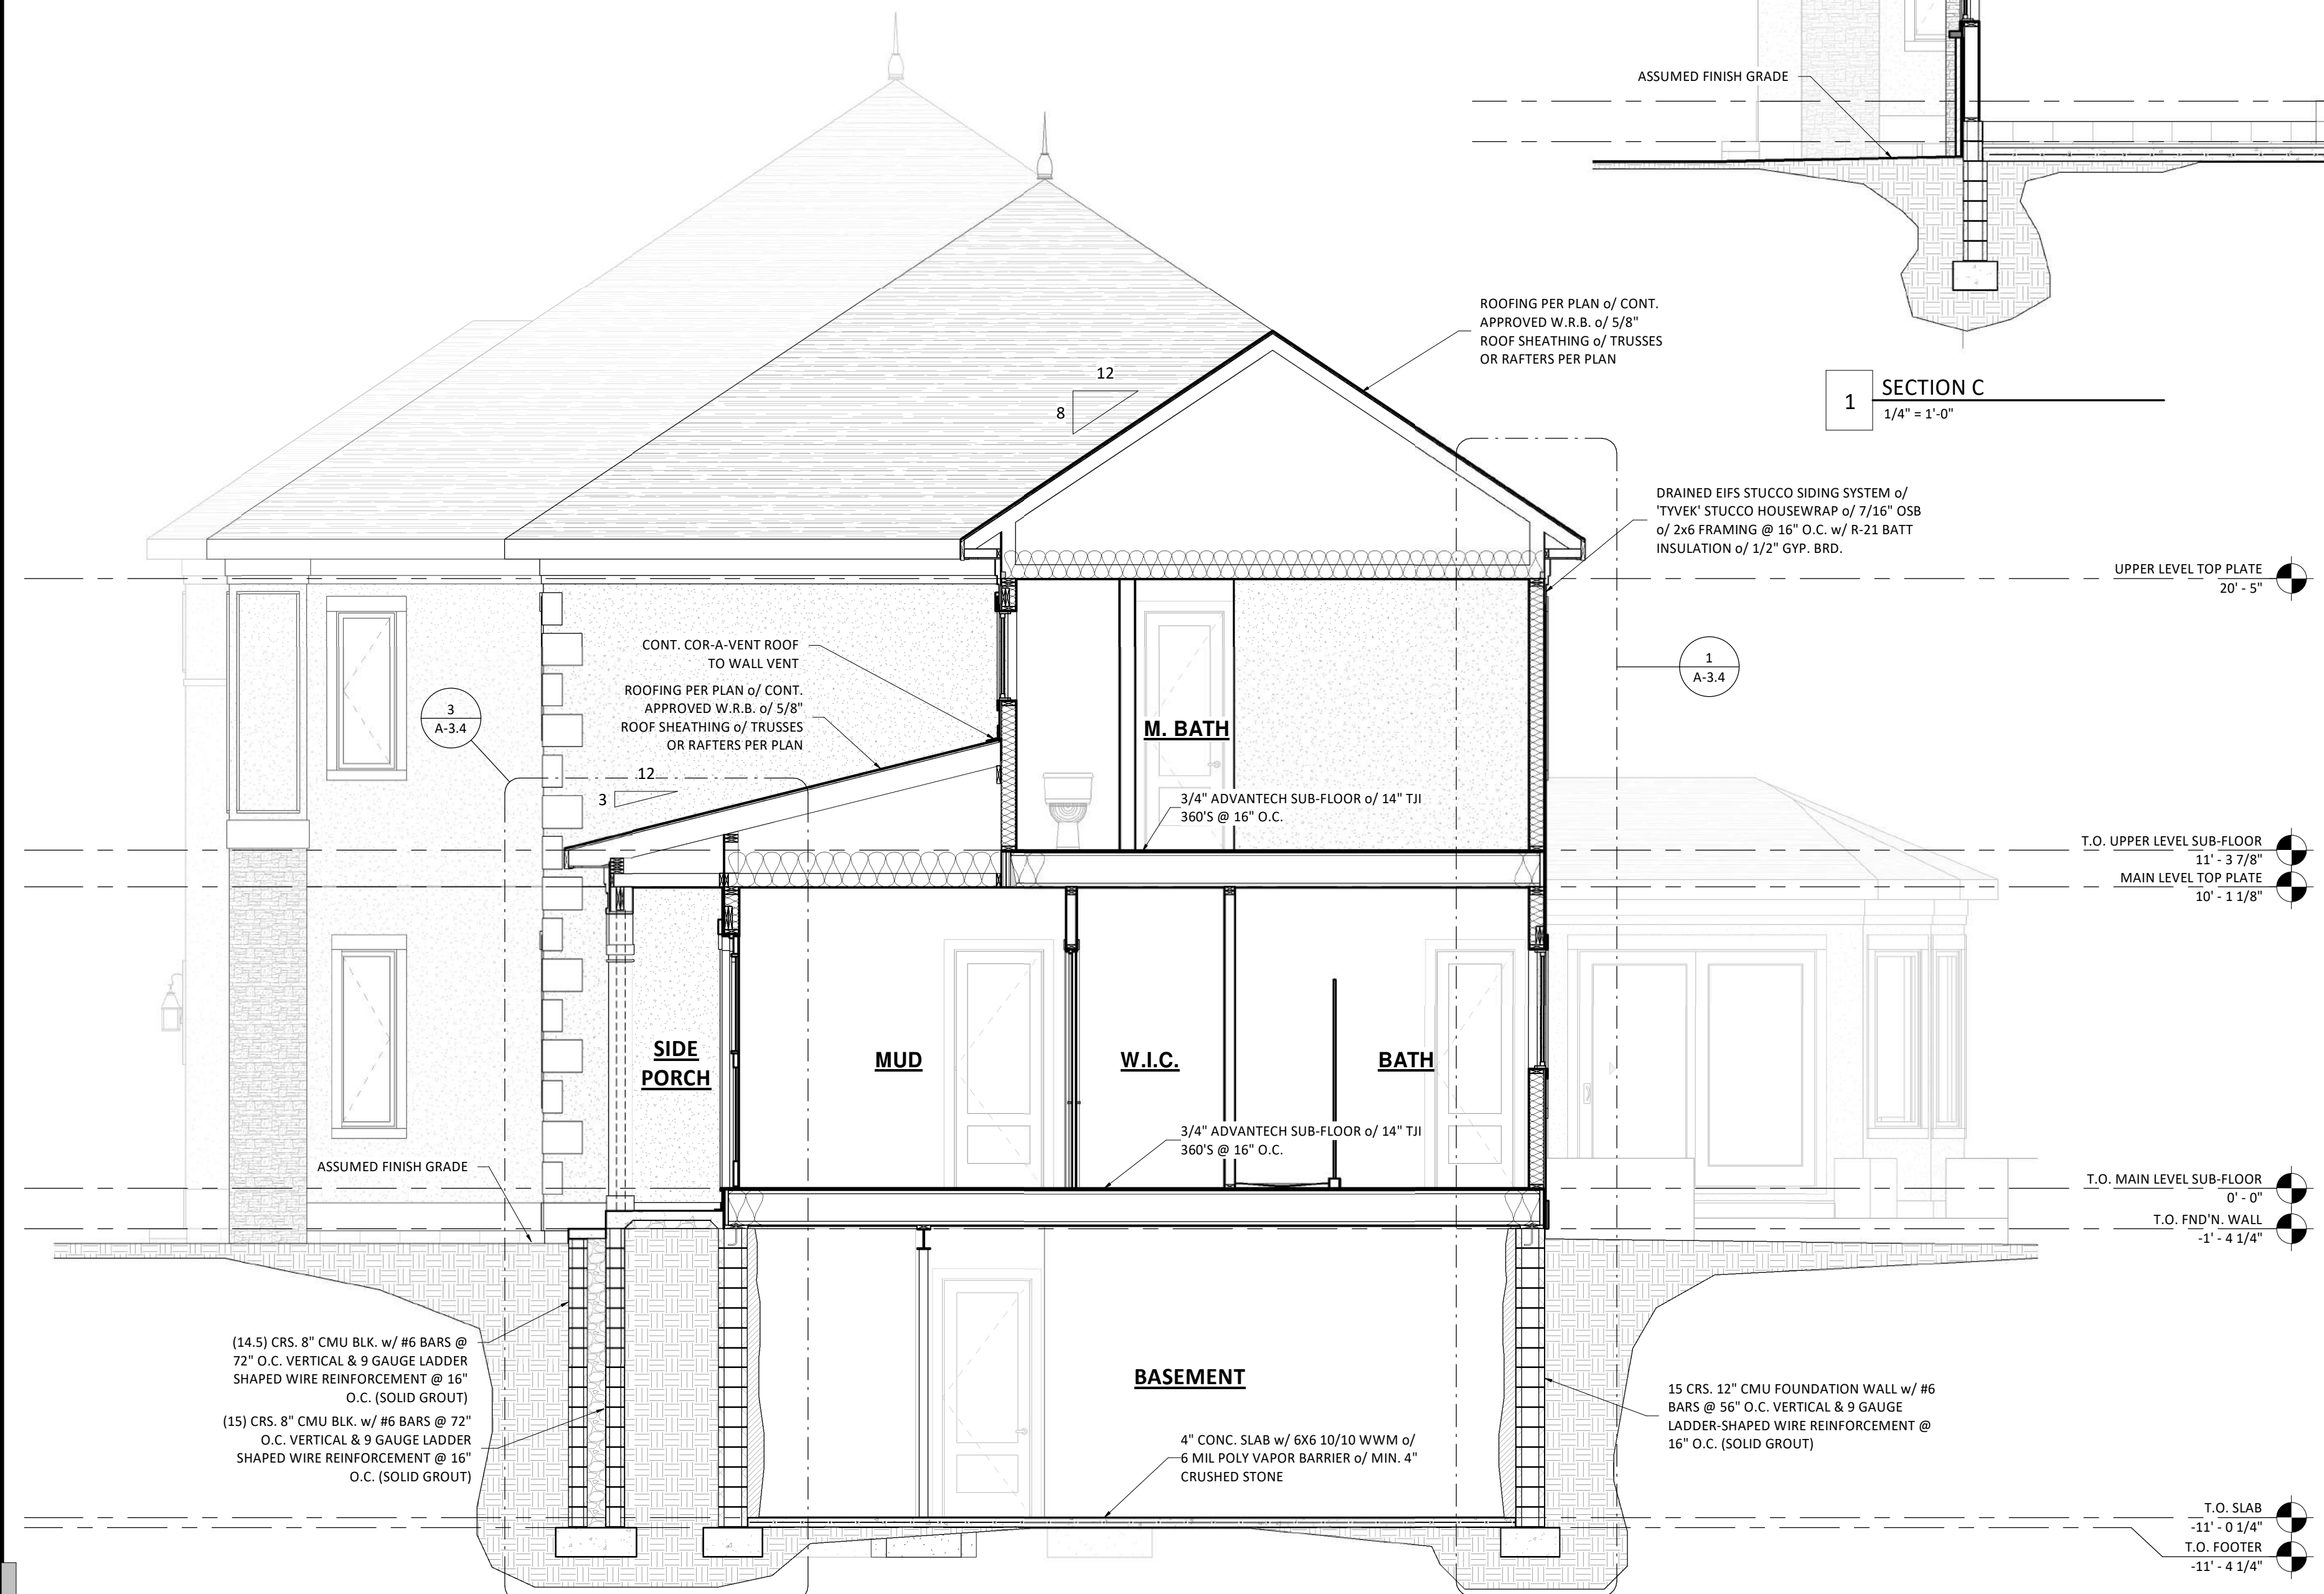 ASSUMED FINISH GRADE
ROOFING PER PLAN o/ CONT.
APPROVED W.R.B. o/ 5/8"
ROOF SHEATHING o/ TRUSSES
OR RAFTERS PER PLAN
1
SECTION C
1/4" = 1'-0"
12
8
DRAINED EIFS STUCCO SIDING SYSTEM o/
'TYVEK' STUCCO HOUSEWRAP o/ 7/16" OSB
o/ 2x6 FRAMING @ 16" O.C. w/ R-21 BATT
INSULATION o/ 1/2" GYP. BRD.
UPPER LEVEL TOP PLATE
20' - 5"
CONT. COR-A-VENT ROOF
TO WALL VENT
ROOFING PER PLAN o/ CONT.
APPROVED W.R.B. o/ 5/8"
ROOF SHEATHING o/ TRUSSES
OR RAFTERS PER PLAN
3
A-3.4
1
A-3.4
M. BATH
12
3
3/4" ADVANTECH SUB-FLOOR o/ 14" TJI
360'S @ 16" O.C.
T.O. UPPER LEVEL SUB-FLOOR
11' - 3 7/8"
MAIN LEVEL TOP PLATE
10' - 1 1/8"
SIDE
PORCH
MUD
W.I.C.
BATH
3/4" ADVANTECH SUB-FLOOR o/ 14" TJI
360'S @ 16" O.C.
ASSUMED FINISH GRADE
T.O. MAIN LEVEL SUB-FLOOR
0' - 0"
T.O. FND'N. WALL
-1' - 4 1/4"
(14.5) CRS. 8" CMU BLK. w/ #6 BARS @
72" O.C. VERTICAL & 9 GAUGE LADDER
SHAPED WIRE REINFORCEMENT @ 16"
O.C. (SOLID GROUT)
(15) CRS. 8" CMU BLK. w/ #6 BARS @ 72"
O.C. VERTICAL & 9 GAUGE LADDER
SHAPED WIRE REINFORCEMENT @ 16"
O.C. (SOLID GROUT)
BASEMENT
4" CONC. SLAB w/ 6X6 10/10 WWM o/
6 MIL POLY VAPOR BARRIER o/ MIN. 4"
CRUSHED STONE
15 CRS. 12" CMU FOUNDATION WALL w/ #6
BARS @ 56" O.C. VERTICAL & 9 GAUGE
LADDER-SHAPED WIRE REINFORCEMENT @
16" O.C. (SOLID GROUT)
T.O. SLAB
-11' - 0 1/4"
T.O. FOOTER
-11' - 4 1/4"